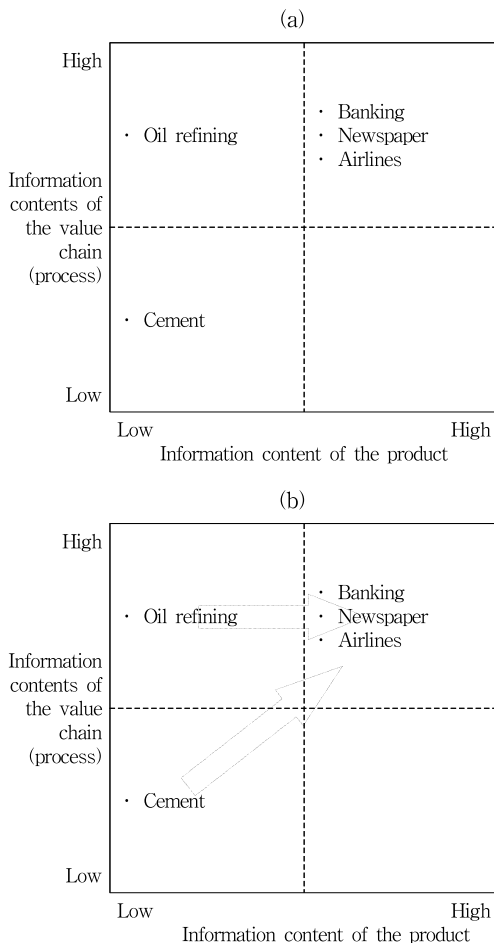 (a)
High
· Banking
· Oil refining
· Newspaper
· Airlines
Information
contents of
the value
chain
(process)
· Cement
Low
Low
High
Information content of the product
(b)
High
· Banking
· Oil refining
· Newspaper
· Airlines
Information
contents of
the value
chain
(process)
· Cement
Low
Low
High
Information content of the product